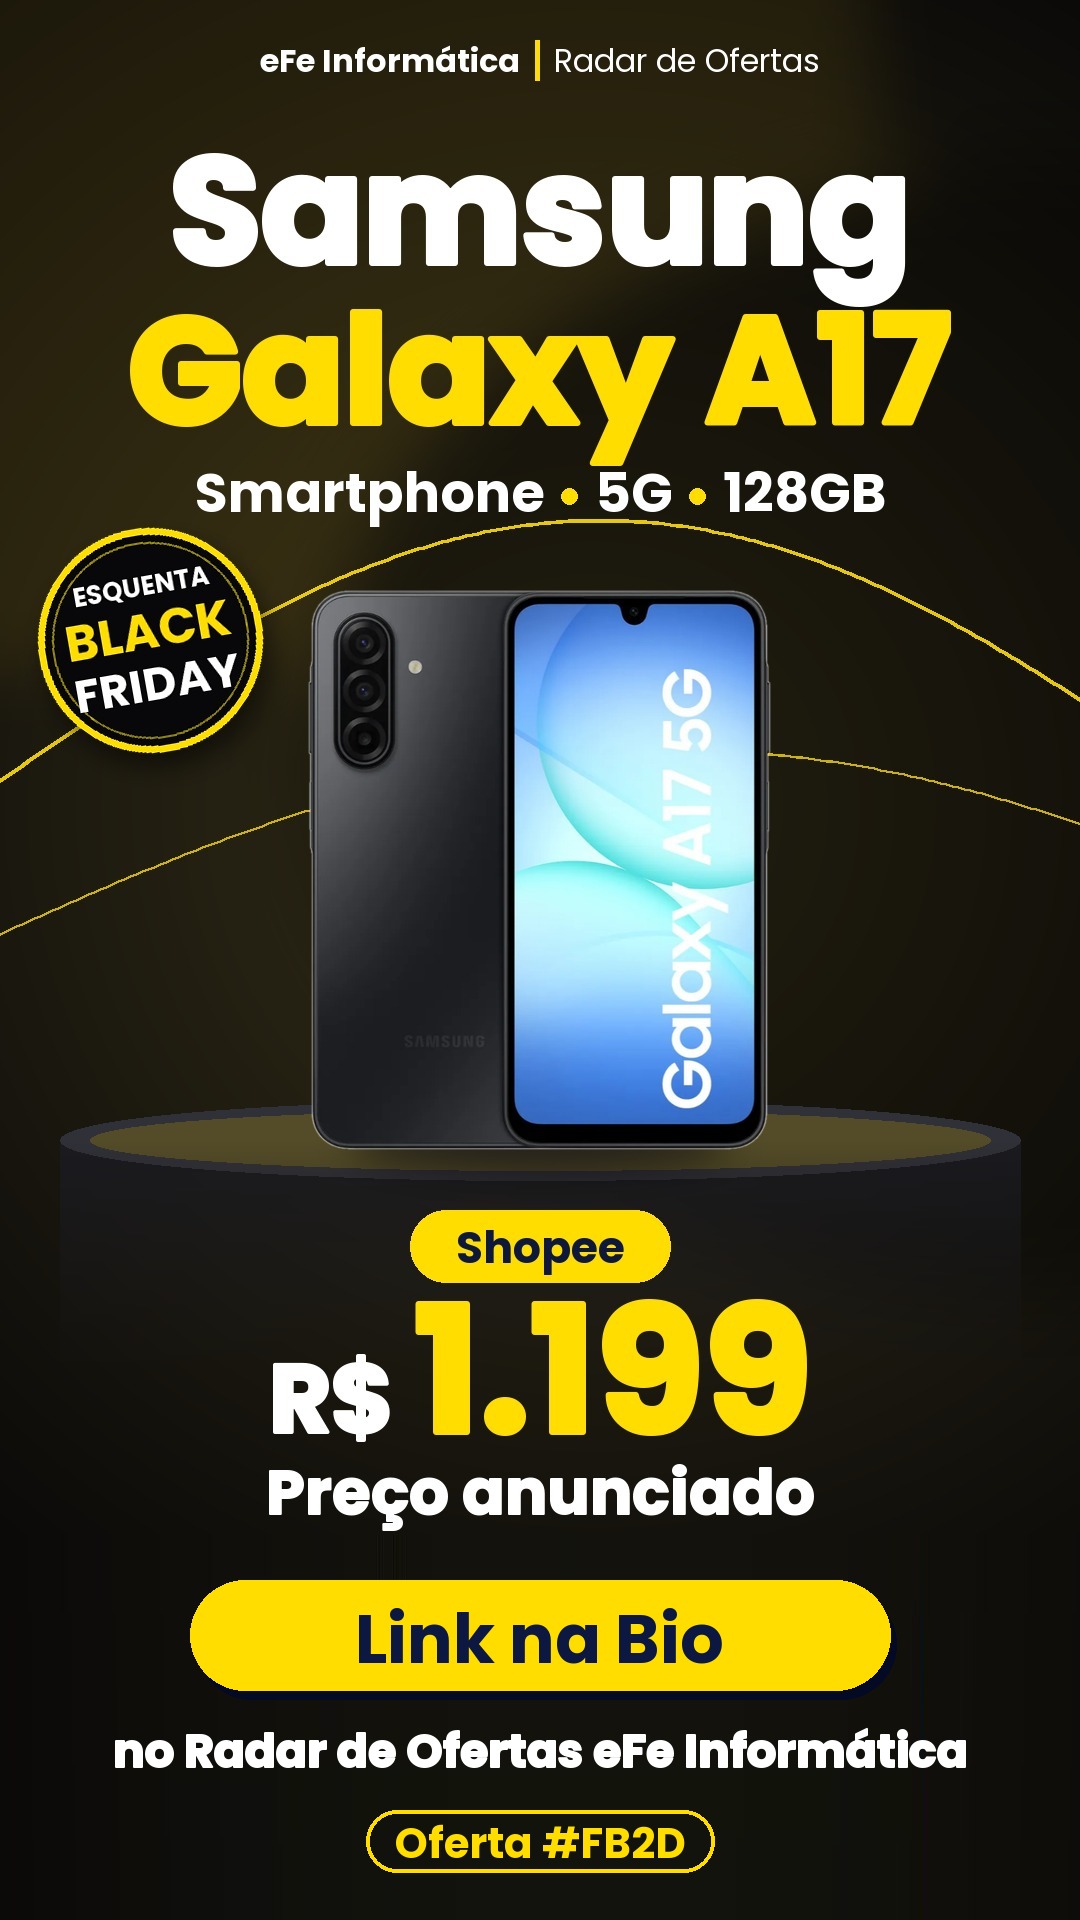 eFe Informática | Radar de Ofertas
Samsung
Galaxy A17
Smartphone • 5G • 128GB
ESQUENTA
BLACK
FRIDAY
Galaxy A17 5G
SAMSUNG
Shopee
R$ 1.199
Preço anunciado
Link na Bio
no Radar de Ofertas eFe Informática
Oferta #FB2D